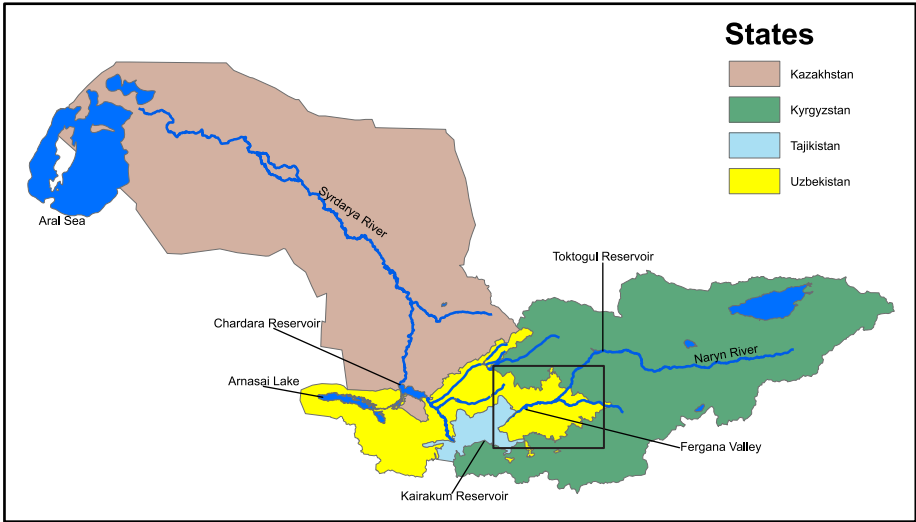 States
Kazakhstan
Kyrgyzstan
Tajikistan
Uzbekistan
Aral Sea
Syrdarya River
Toktogul Reservoir
Chardara Reservoir
Naryn River
Arnasai Lake
Fergana Valley
Kairakum Reservoir